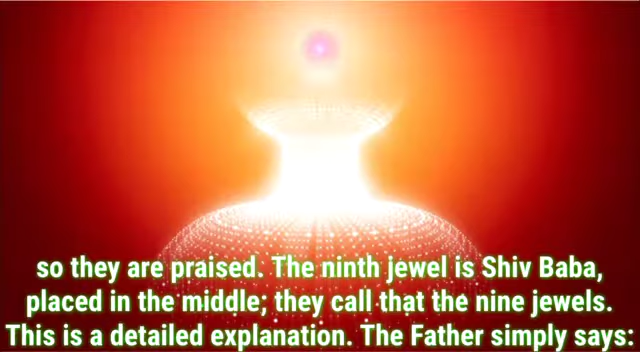 so they are praised. The ninth jewel is Shiv Baba,
placed in the middle; they call that the nine jewels.
This is a detailed explanation. The Father simply says: